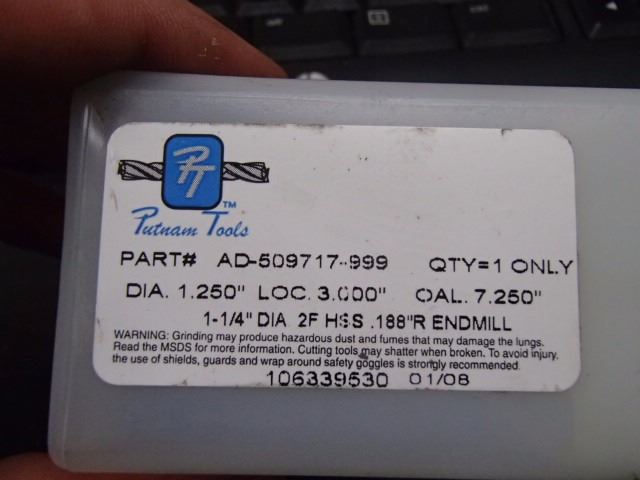 PT
Putnam Tools™
PART# AD-509717-999 QTY=1 ONLY
DIA. 1.250" LOC. 3.000" OAL. 7.250"
1-1/4" DIA. 2F HSS .188"R ENDMILL
WARNING: Grinding may produce hazardous dust and fumes that may damage the lungs.
Read the MSDS for more information. Cutting tools may shatter when broken. To avoid injury,
the use of shields, guards and wrap around safety goggles is strongly recommended.
106339530 01/08